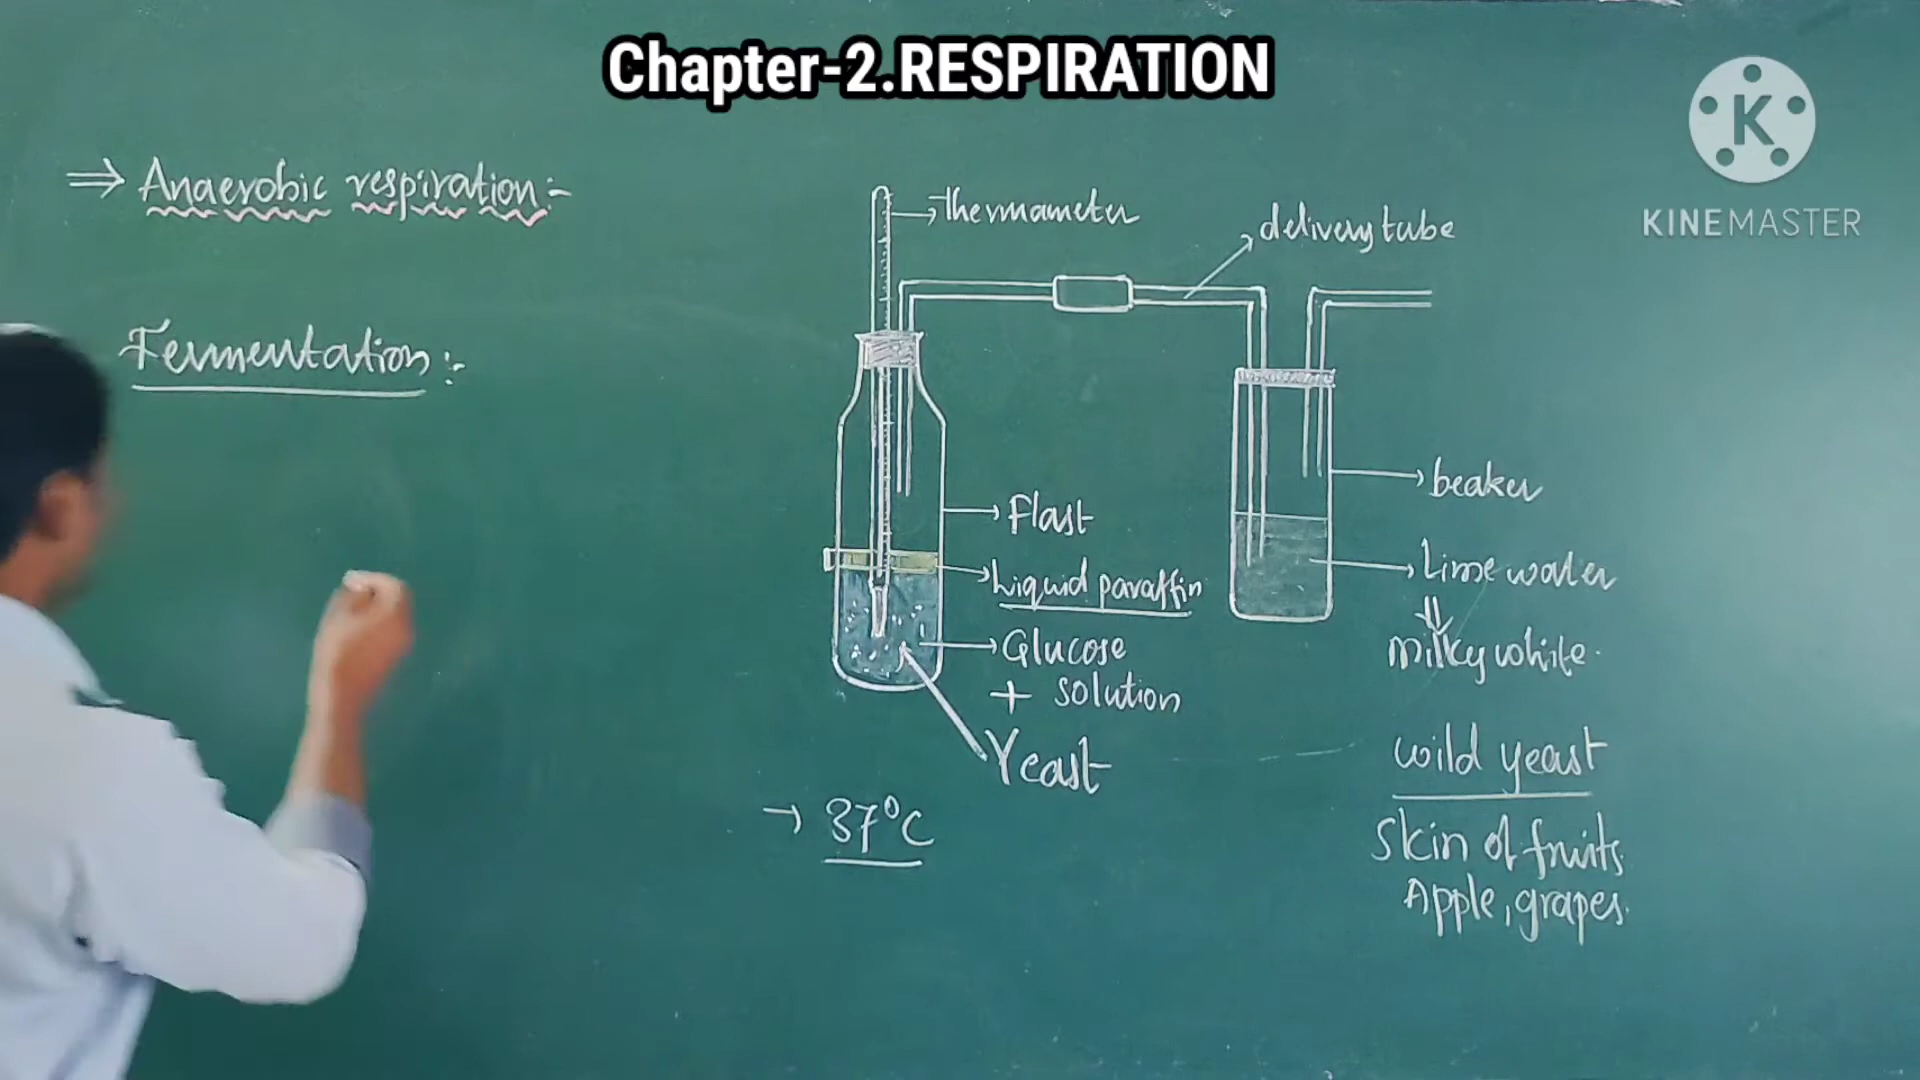 Chapter-2.RESPIRATION
K
KINEMASTER
⇒ Anaerobic respiration:-
Fermentation:-
→ thermameter
delivery tube
→ Flast
→ Liquid paraffin
→ Glucose
+ solution
Yeast
→ 37°C
→ beaker
→ Lime water
⇓
milky white.
wild yeast
Skin of fruits
Apple, grapes.